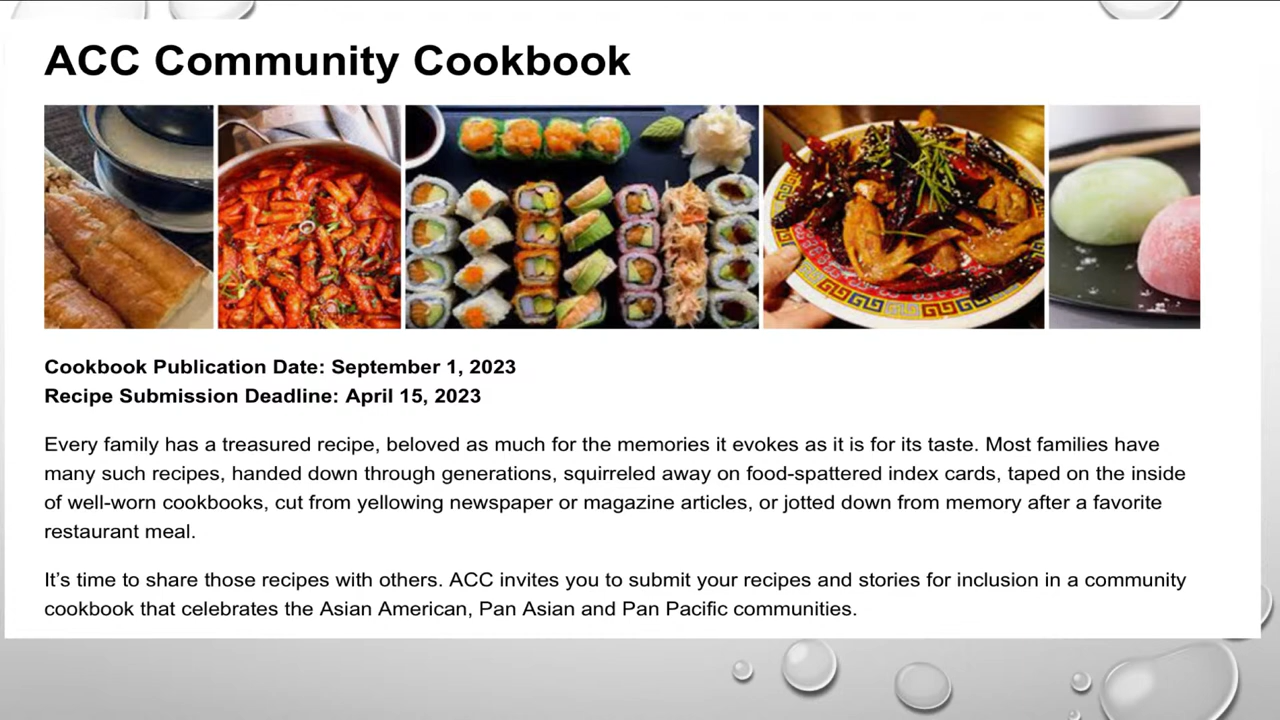 ACC Community Cookbook
Cookbook Publication Date: September 1, 2023
Recipe Submission Deadline: April 15, 2023
Every family has a treasured recipe, beloved as much for the memories it evokes as it is for its taste. Most families have
many such recipes, handed down through generations, squirreled away on food-spattered index cards, taped on the inside
of well-worn cookbooks, cut from yellowing newspaper or magazine articles, or jotted down from memory after a favorite
restaurant meal.
It’s time to share those recipes with others. ACC invites you to submit your recipes and stories for inclusion in a community
cookbook that celebrates the Asian American, Pan Asian and Pan Pacific communities.